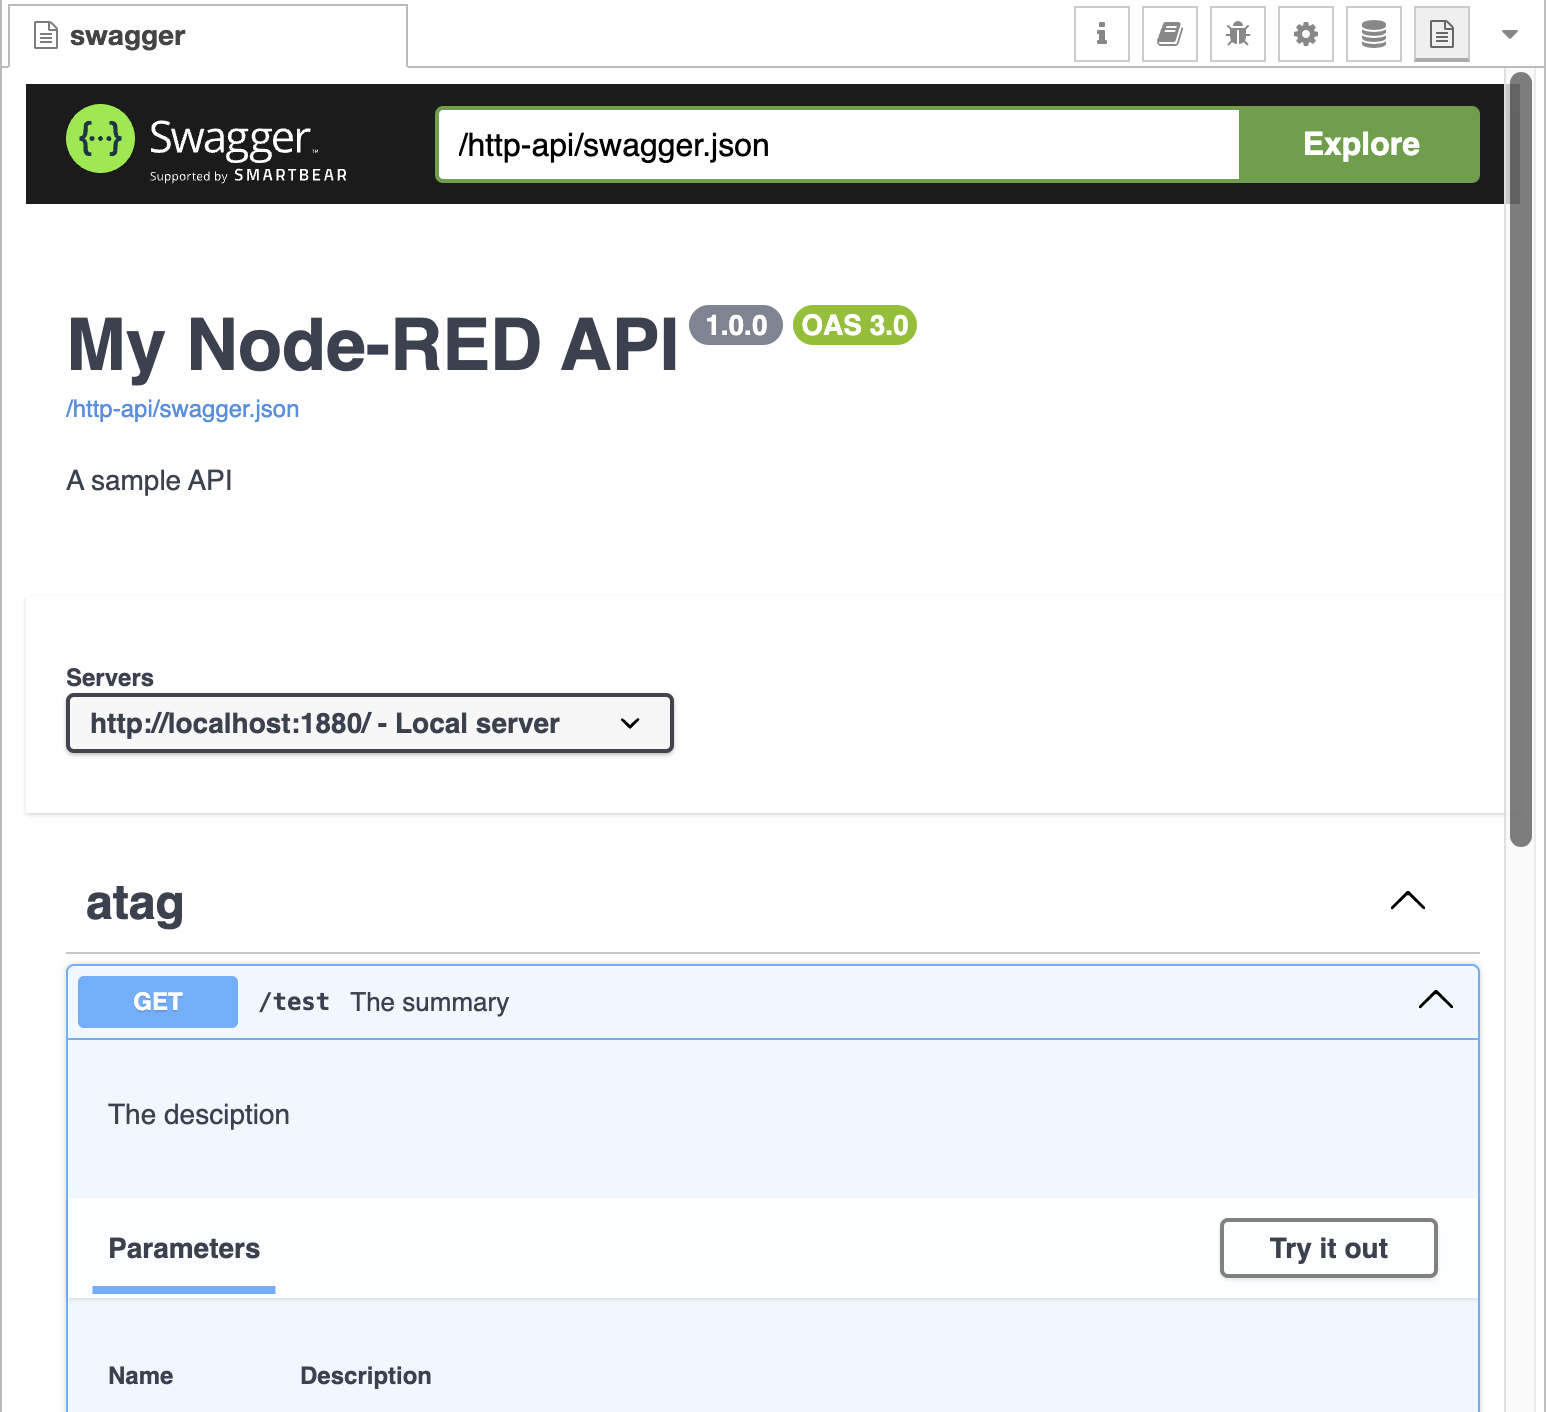 swagger
Swagger™
Supported by SMARTBEAR
/http-api/swagger.json
Explore
My Node-RED API 1.0.0 OAS 3.0
/http-api/swagger.json
A sample API
Servers
http://localhost:1880/ - Local server
atag
GET /test The summary
The desciption
Parameters
Try it out
Name Description